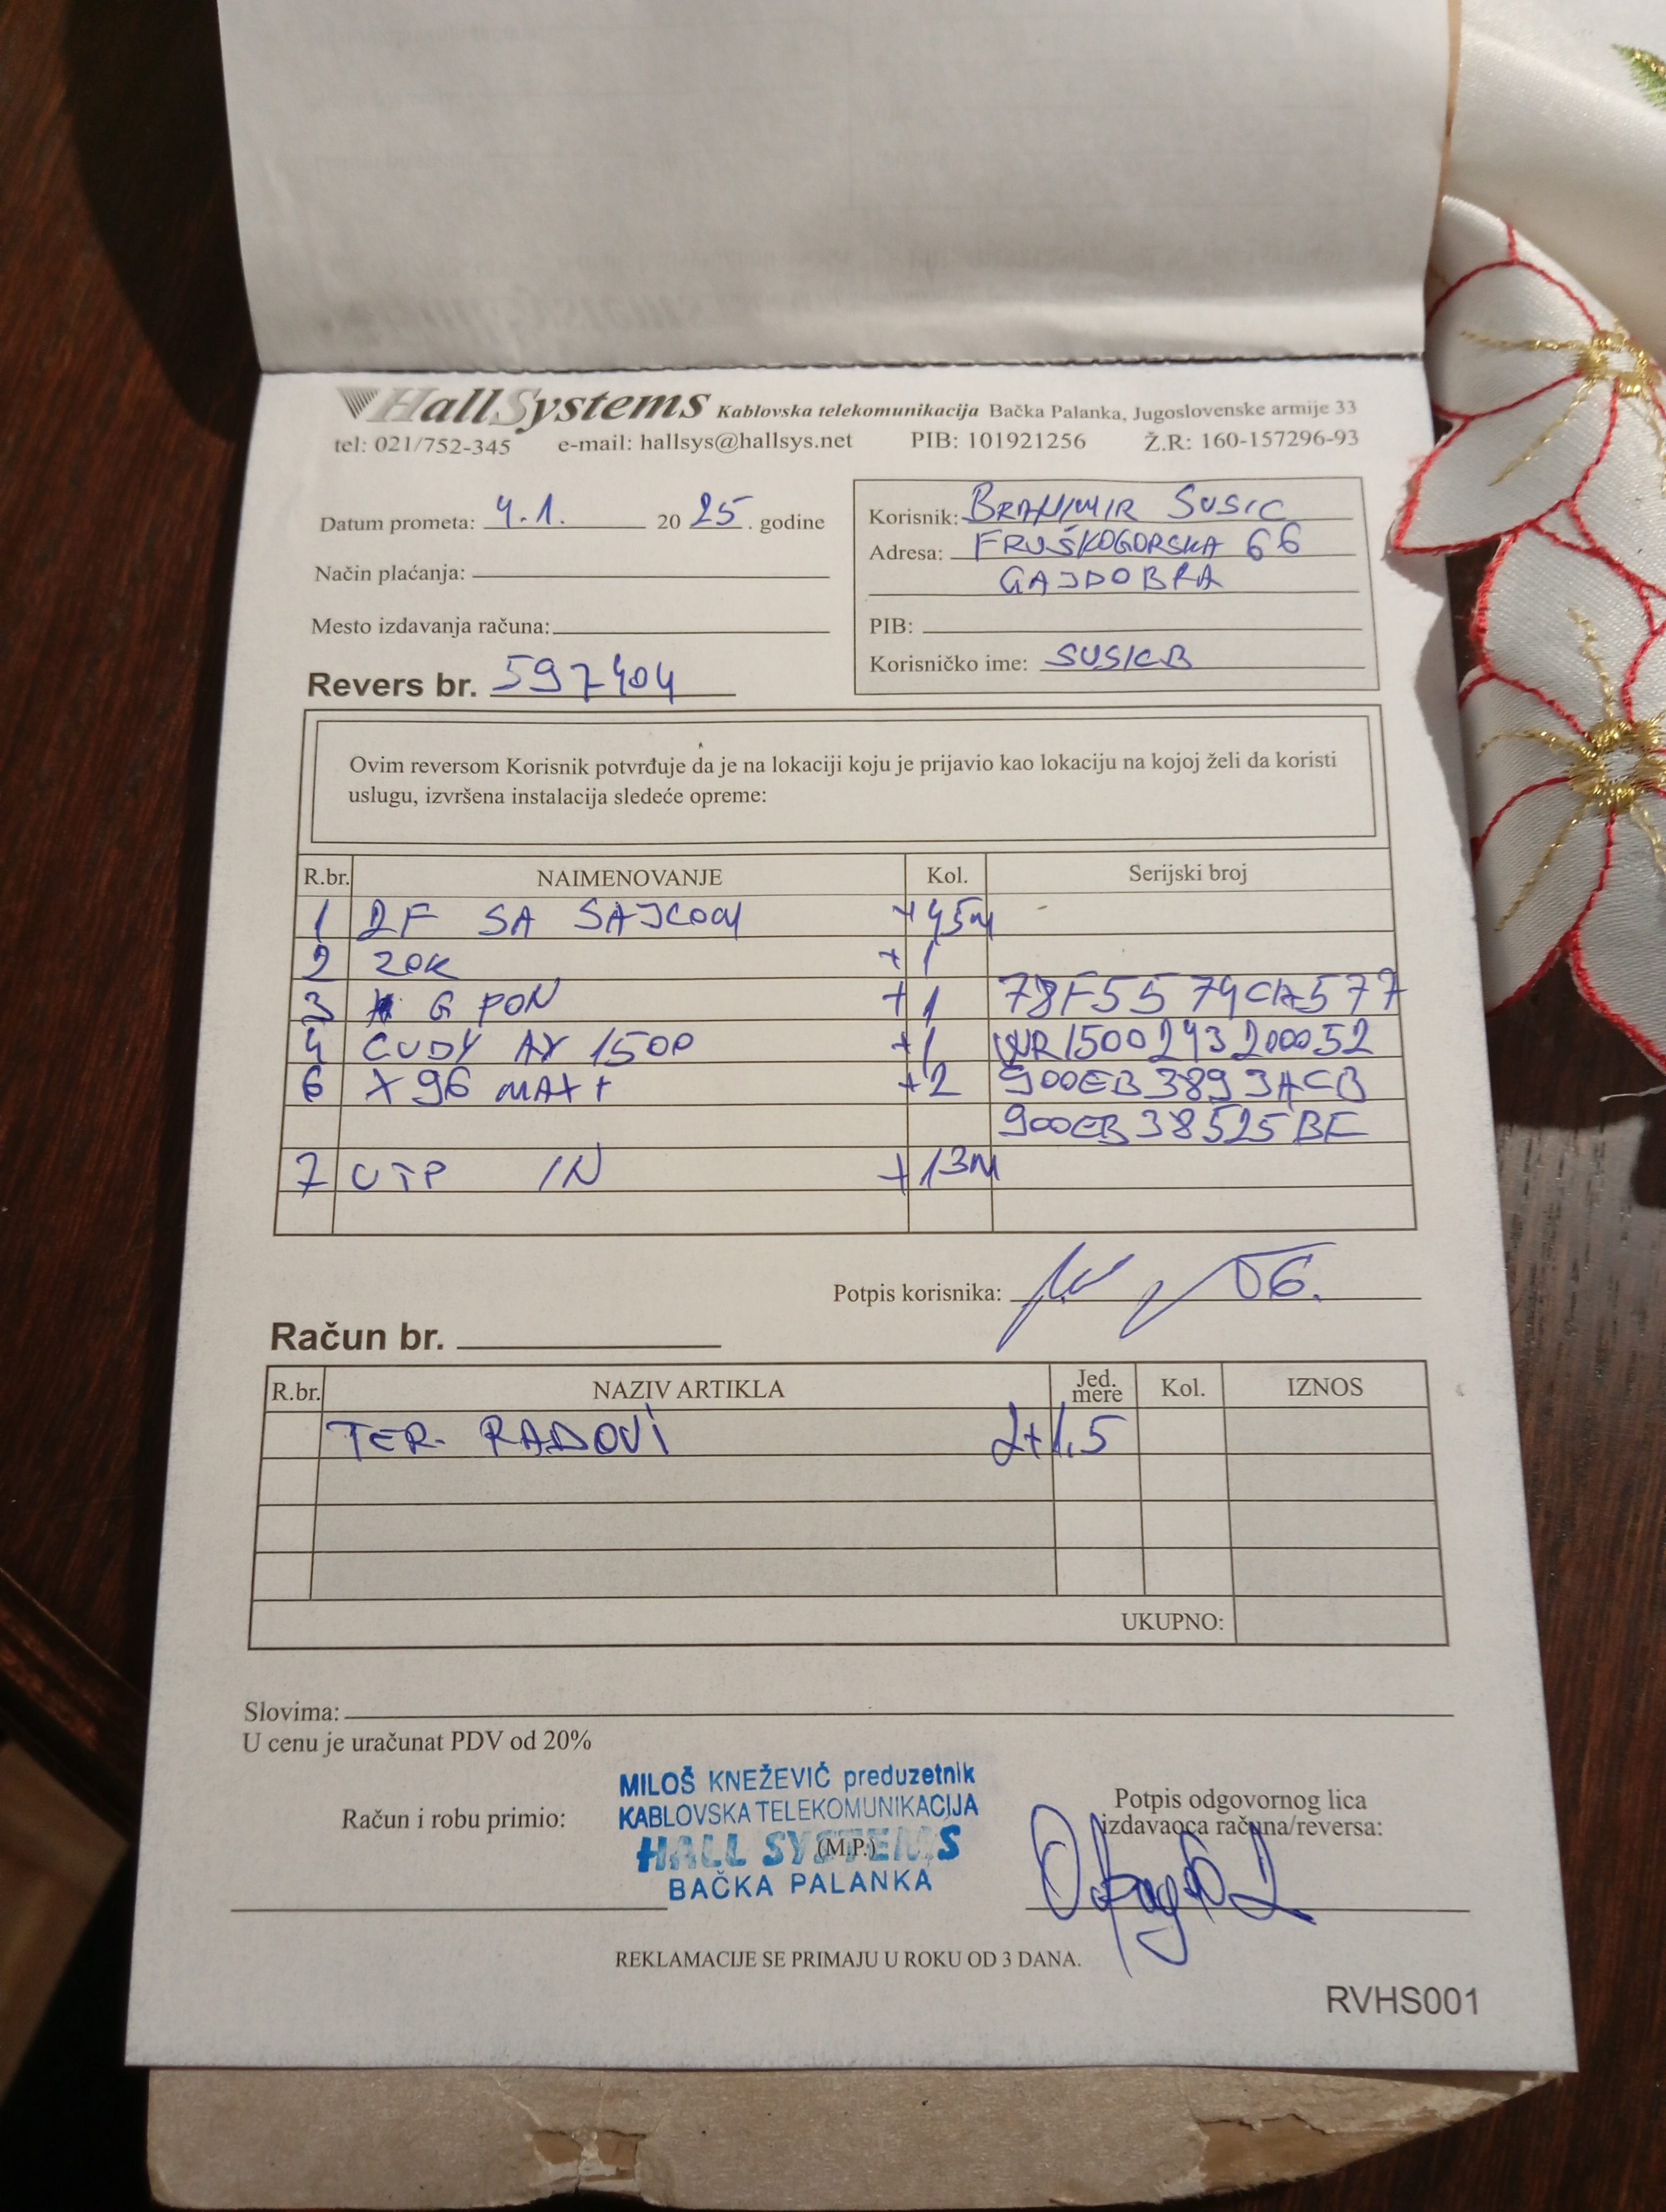 HallSystems Kablovska telekomunikacija Bačka Palanka, Jugoslovenske armije 33
tel: 021/752-345 e-mail: hallsys@hallsys.net PIB: 101921256 Ž.R: 160-157296-93
Datum prometa: 4.1. 2025. godine
Način plaćanja:
Mesto izdavanja računa:
Revers br. 597404
Korisnik: BRANIMIR SUSIC
Adresa: FRUŠKOGORSKA 66
GAJDOBRA
PIB:
Korisničko ime: SUSICB
Ovim reversom Korisnik potvrđuje da je na lokaciji koju je prijavio kao lokaciju na kojoj želi da koristi
uslugu, izvršena instalacija sledeće opreme:
R.br. NAIMENOVANJE Kol. Serijski broj
1 2F SA SAJLOM +45M -
2 ZOK +1
3 G PON +1 78F5574CA577
4 CUDY AX 1500 +1 WR1500243200052
6 X96 MAX+ +2 900EB3893ACB
900EB38525BE
7 UTP IN +13M
Potpis korisnika:
Račun br.
R.br. NAZIV ARTIKLA Jed. mere Kol. IZNOS
TER. RADOVI 2+1,5
UKUPNO:
Slovima:
U cenu je uračunat PDV od 20%
Račun i robu primio:
MILOŠ KNEŽEVIĆ preduzetnik
KABLOVSKA TELEKOMUNIKACIJA
HALL SYSTEMS
(M.P.)
BAČKA PALANKA
Potpis odgovornog lica
izdavaoca računa/reversa:
REKLAMACIJE SE PRIMAJU U ROKU OD 3 DANA.
RVHS001